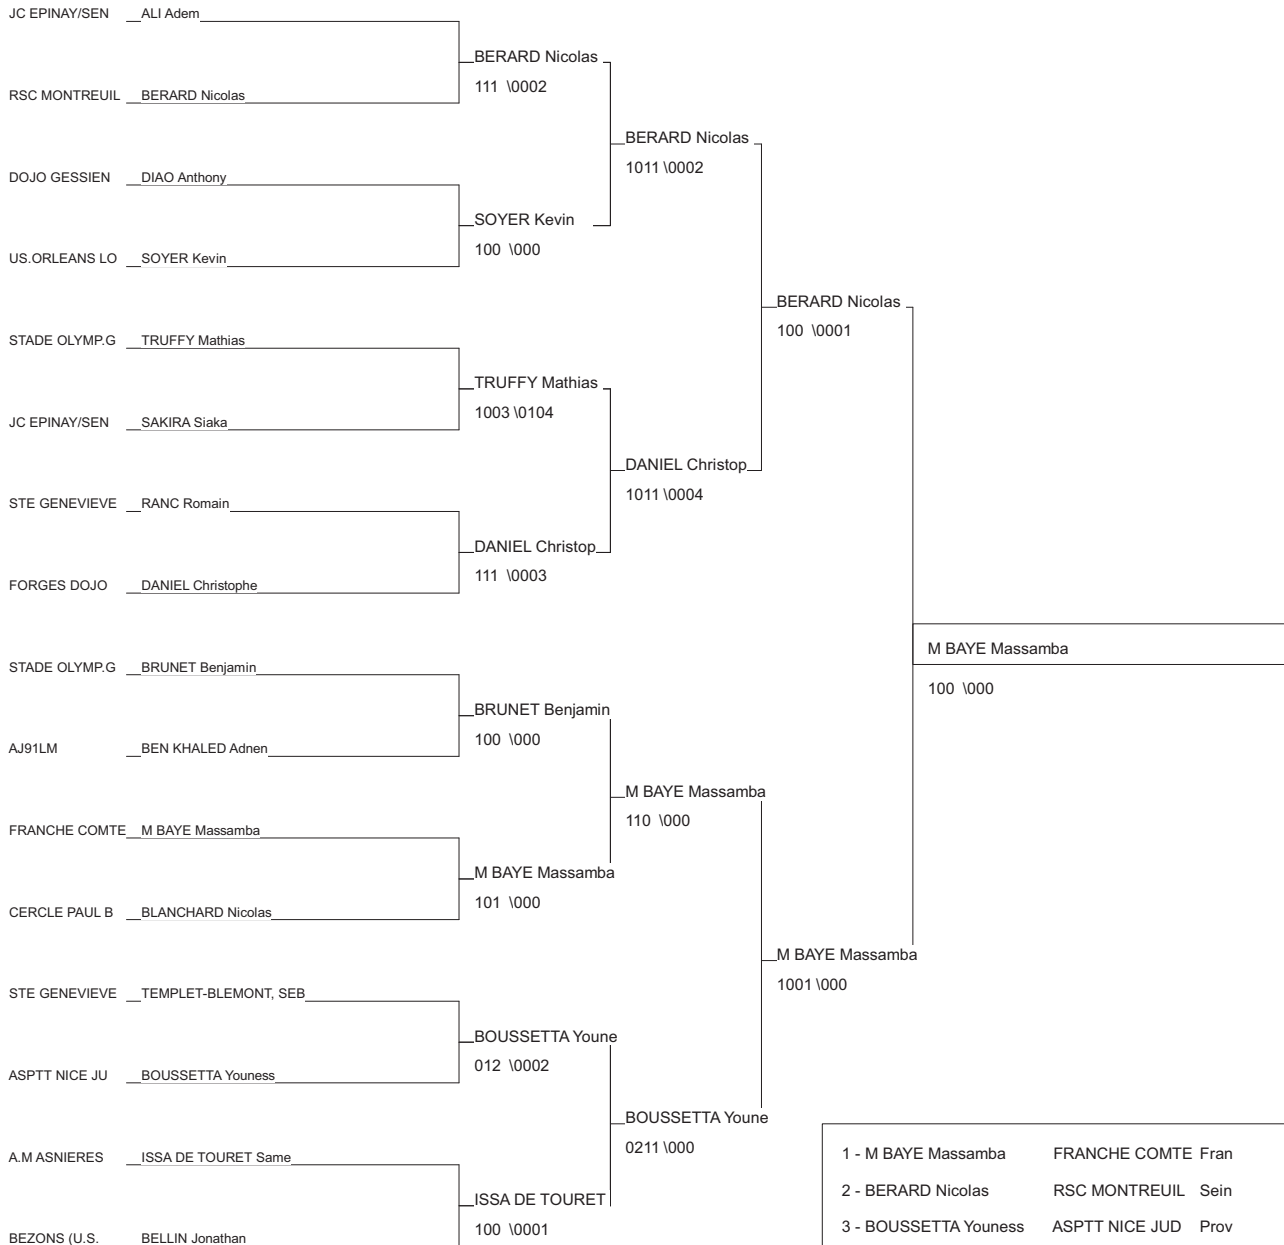 JC EPINAY/SEN ALI Adem
BERARD Nicolas
111 \0002
RSC MONTREUIL BERARD Nicolas
BERARD Nicolas
1011 \0002
DOJO GESSIEN DIAO Anthony
SOYER Kevin
100 \000
US.ORLEANS LO SOYER Kevin
BERARD Nicolas
100 \0001
STADE OLYMP.G TRUFFY Mathias
TRUFFY Mathias
1003 \0104
JC EPINAY/SEN SAKIRA Siaka
DANIEL Christop
1011 \0004
STE GENEVIEVE RANC Romain
DANIEL Christop
111 \0003
FORGES DOJO DANIEL Christophe
M BAYE Massamba
100 \000
STADE OLYMP.G BRUNET Benjamin
BRUNET Benjamin
100 \000
AJ91LM BEN KHALED Adnen
M BAYE Massamba
110 \000
FRANCHE COMTE M BAYE Massamba
M BAYE Massamba
101 \000
CERCLE PAUL B BLANCHARD Nicolas
M BAYE Massamba
1001 \000
STE GENEVIEVE TEMPLET-BLEMONT, SEB
BOUSSETTA Youne
012 \0002
ASPTT NICE JU BOUSSETTA Youness
BOUSSETTA Youne
0211 \000
A.M ASNIERES ISSA DE TOURET Same
ISSA DE TOURET
100 \0001
BEZONS (U.S. BELLIN Jonathan
1 - M BAYE Massamba FRANCHE COMTE Fran
2 - BERARD Nicolas RSC MONTREUIL Sein
3 - BOUSSETTA Youness ASPTT NICE JUD Prov